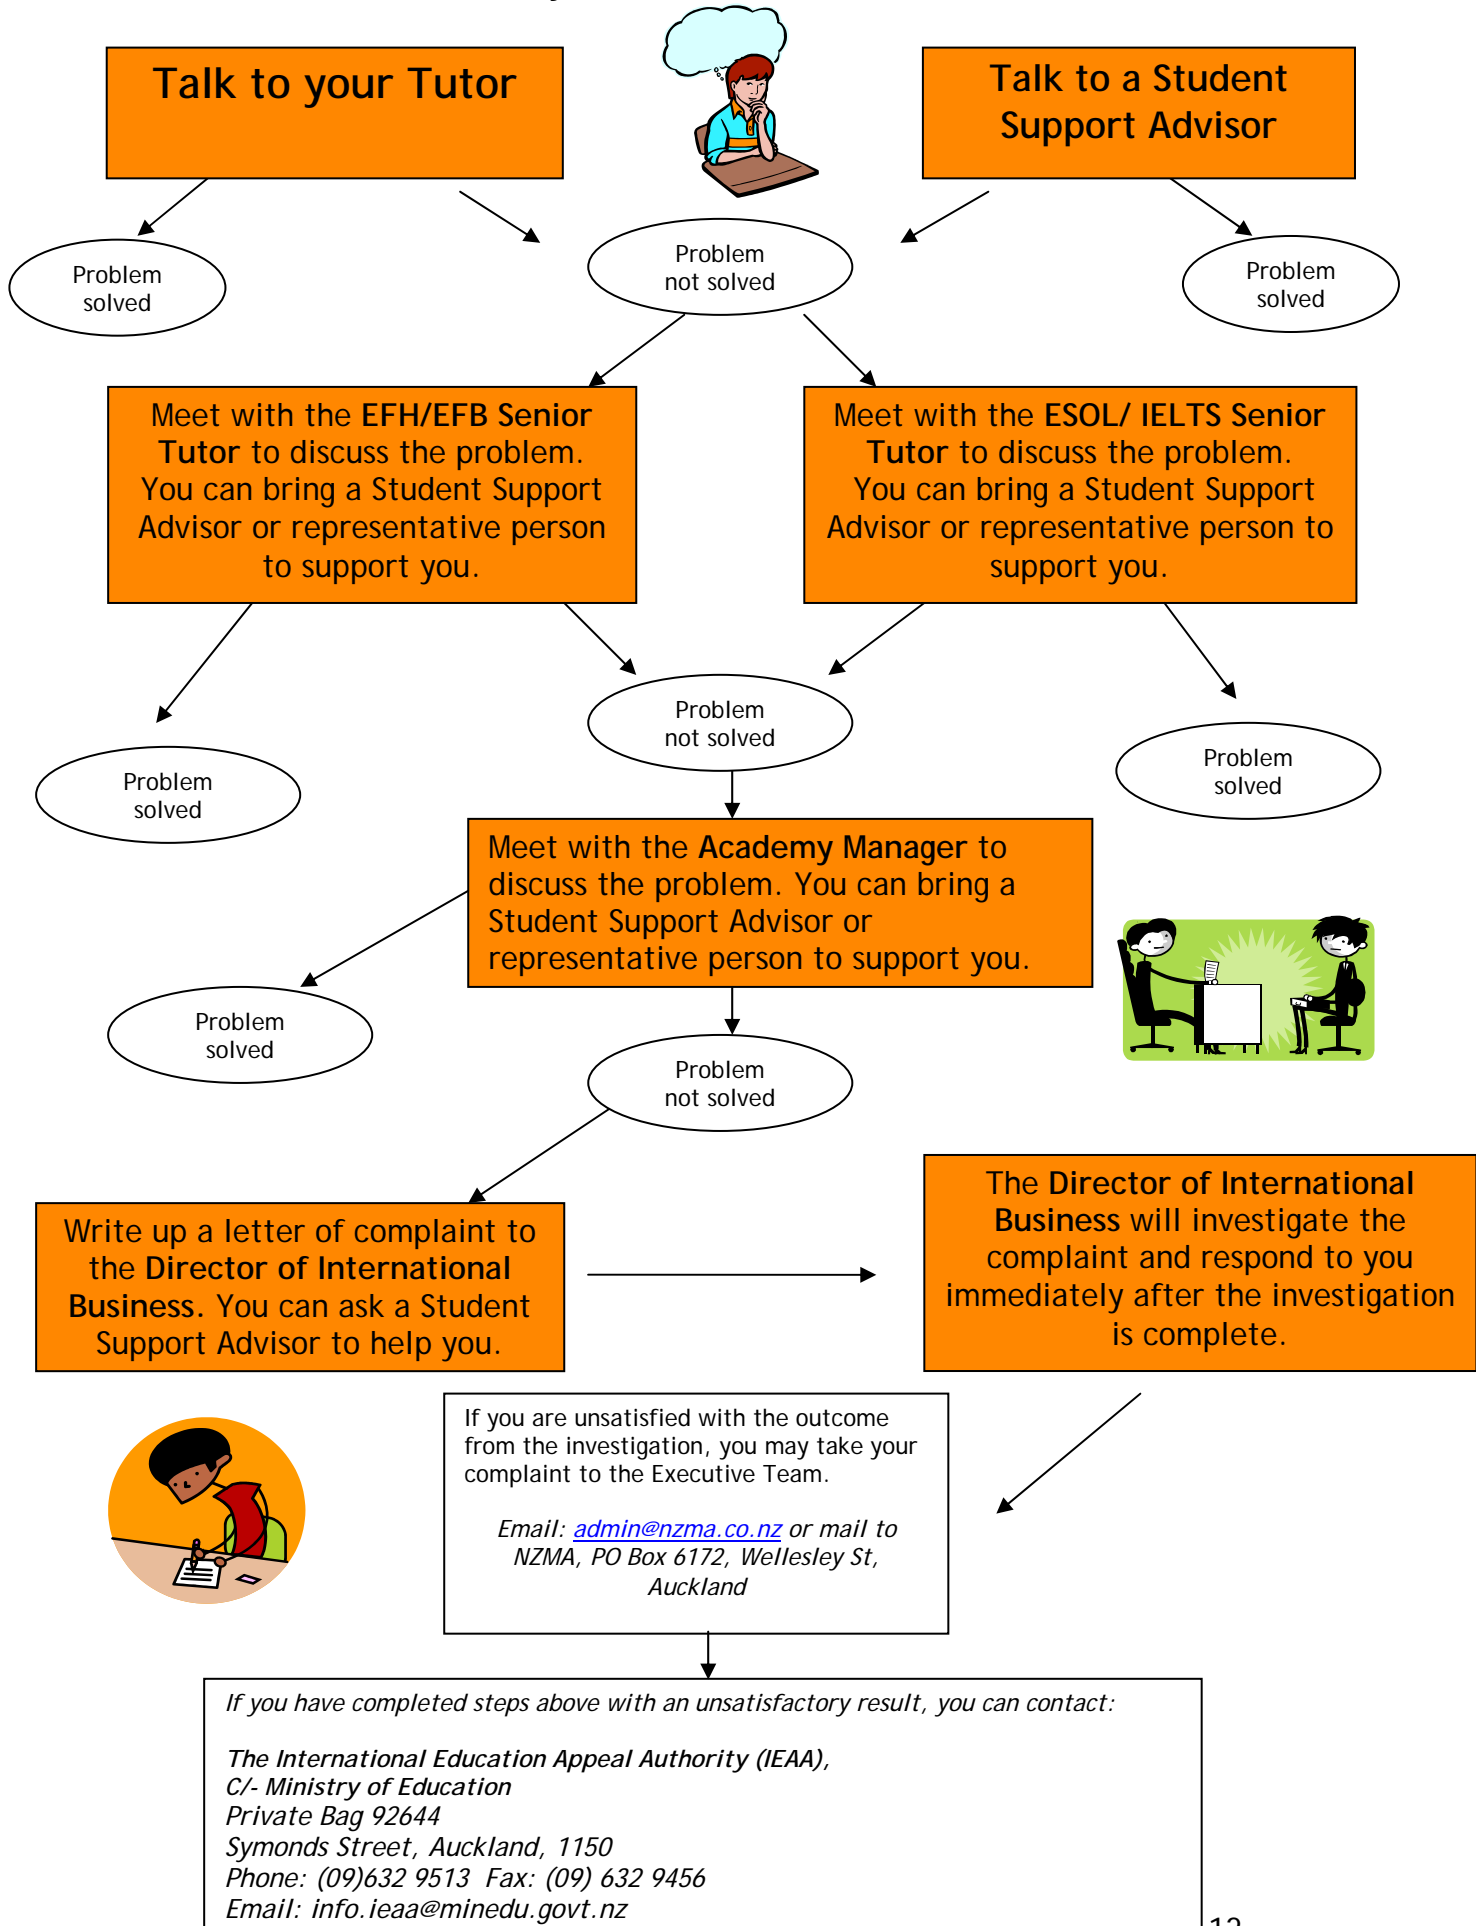 Talk to your Tutor
Talk to a Student
Support Advisor
Problem
not solved
Problem
solved
Problem
solved
Meet with the EFH/EFB Senior
Tutor to discuss the problem.
You can bring a Student Support
Advisor or representative person
to support you.
Meet with the ESOL/ IELTS Senior
Tutor to discuss the problem.
You can bring a Student Support
Advisor or representative person to
support you.
Problem
not solved
Problem
solved
Problem
solved
Meet with the Academy Manager to
discuss the problem. You can bring a
Student Support Advisor or
representative person to support you.
Problem
solved
Problem
not solved
Write up a letter of complaint to
the Director of International
Business. You can ask a Student
Support Advisor to help you.
The Director of International
Business will investigate the
complaint and respond to you
immediately after the investigation
is complete.
If you are unsatisfied with the outcome
from the investigation, you may take your
complaint to the Executive Team.
Email: admin@nzma.co.nz or mail to
NZMA, PO Box 6172, Wellesley St,
Auckland
If you have completed steps above with an unsatisfactory result, you can contact:
The International Education Appeal Authority (IEAA),
C/- Ministry of Education
Private Bag 92644
Symonds Street, Auckland, 1150
Phone: (09)632 9513 Fax: (09) 632 9456
Email: info.ieaa@minedu.govt.nz